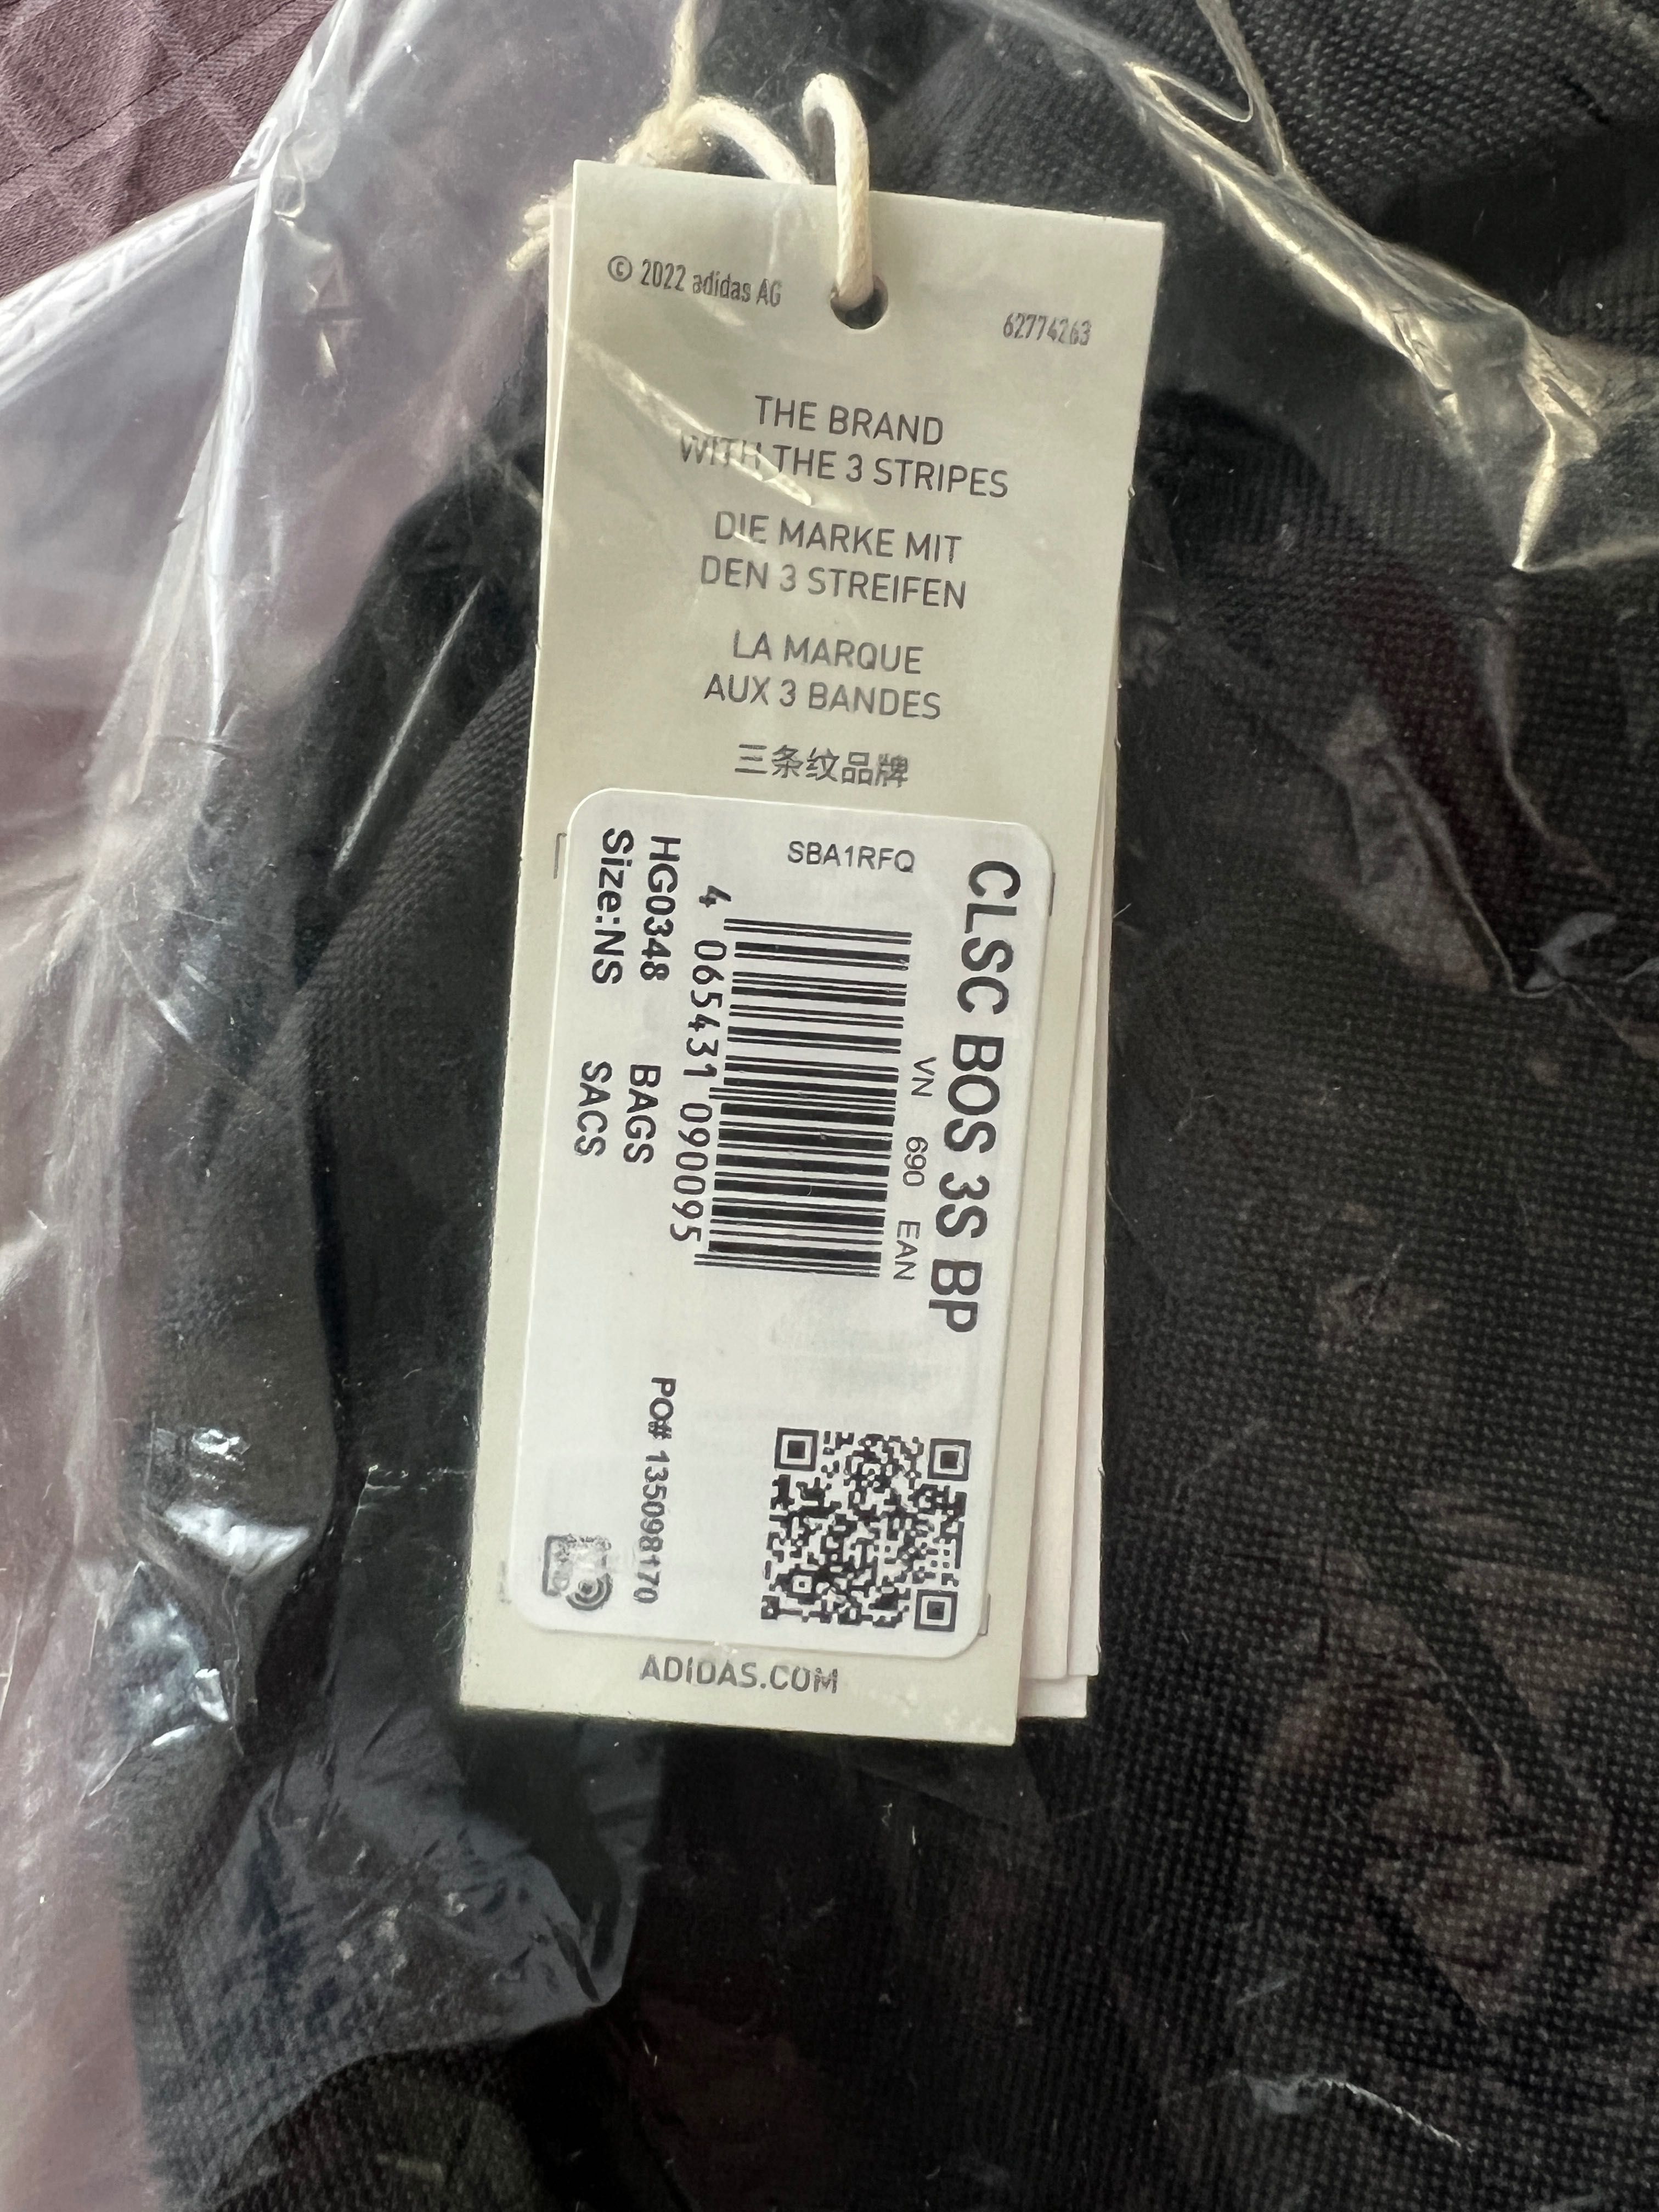 © 2022 adidas AG
62774263
THE BRAND
WITH THE 3 STRIPES
DIE MARKE MIT
DEN 3 STREIFEN
LA MARQUE
AUX 3 BANDES
三条纹品牌
CLSC BOS 3S BP
VN 690 EAN
SBA1RFQ
4 065431 090095
HG0348 BAGS
Size:NS SACS
PO# 1350981170
ADIDAS.COM